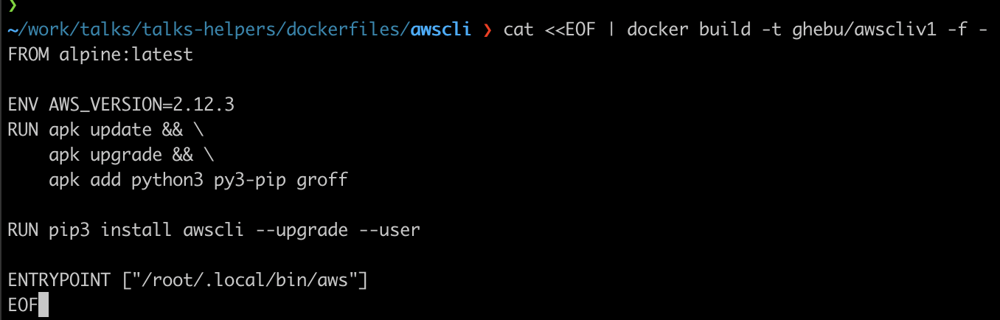 ❯
~/work/talks/talks-helpers/dockerfiles/awscli ❯ cat <<EOF | docker build -t ghebu/awscliv1 -f -
FROM alpine:latest

ENV AWS_VERSION=2.12.3
RUN apk update && \
    apk upgrade && \
    apk add python3 py3-pip groff

RUN pip3 install awscli --upgrade --user

ENTRYPOINT ["/root/.local/bin/aws"]
EOF